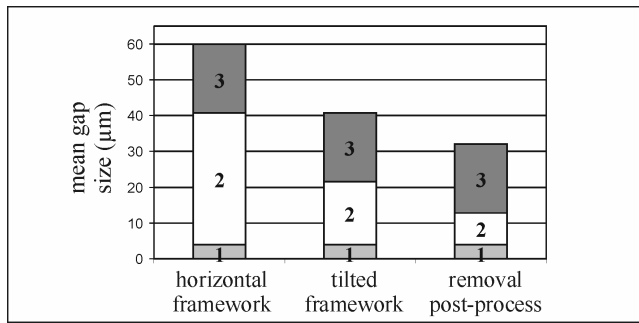 60
50
40
30
20
10
0
mean gap
size (µm)
3
2
1
3
2
1
3
2
1
horizontal
framework
tilted
framework
removal
post-process